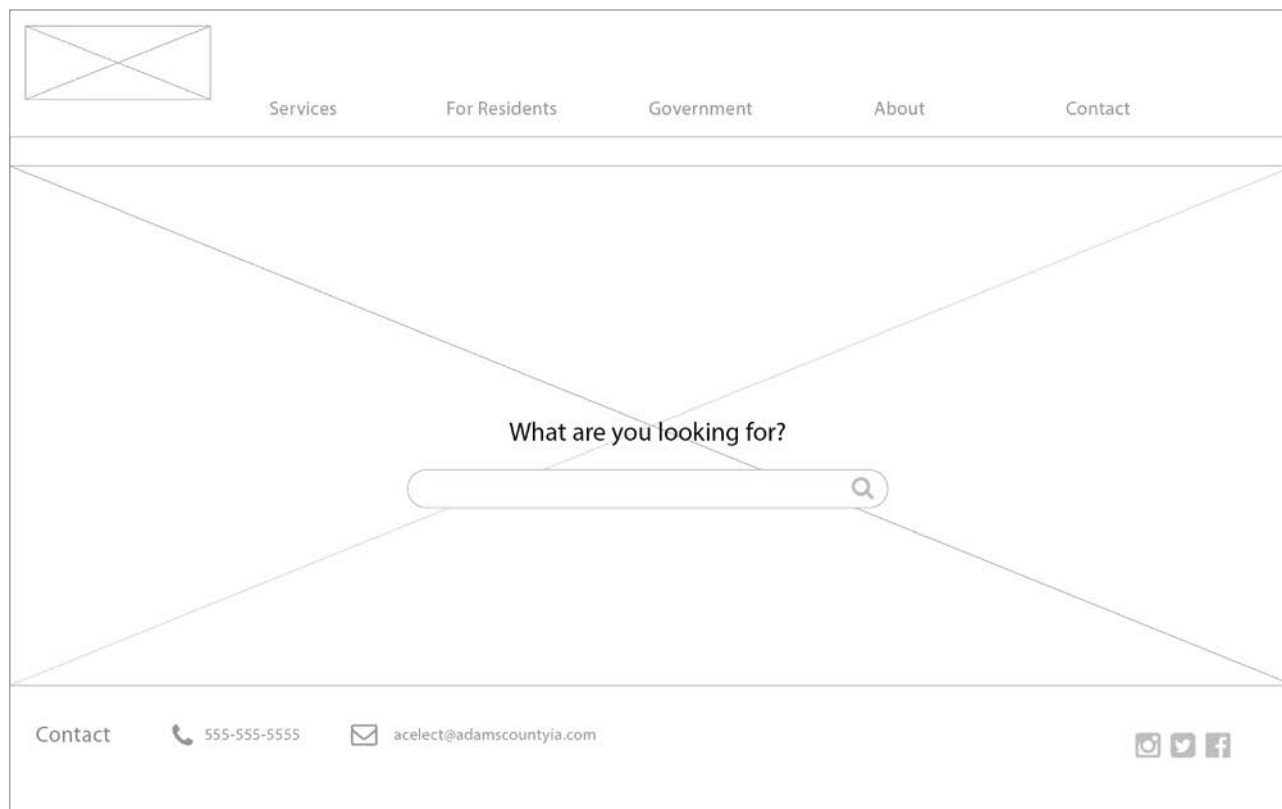 Services For Residents Government About Contact
What are you looking for?
Contact 555-555-5555 acelect@adamscountyia.com